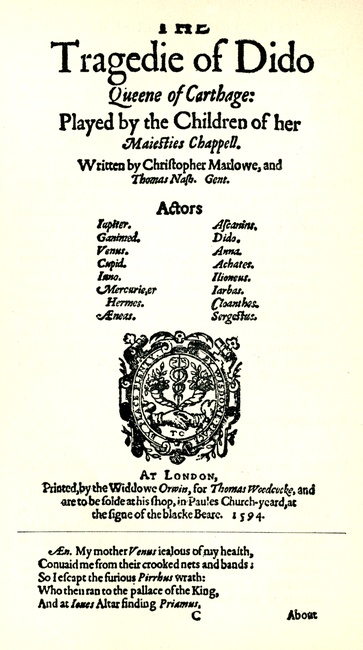 THE
Tragedie of Dido
Queene of Carthage:
Played by the Children of her
Maiesties Chappell.
Written by Christopher Marlowe, and
Thomas Nash. Gent.
Actors
Iupiter.
Ganimed.
Venus.
Cupid.
Iuno.
Mercurie,or
Hermes.
Æneas.
Ascanius.
Dido.
Anna.
Achates.
Ilioneus.
Iarbas.
Cloanthes.
Sergestus.
T C
AT LONDON,
Printed,by the Widdowe Orwin, for Thomas Woodcocke, and
are to be solde at his shop, in Paules Church-yeard,at
the signe of the blacke Beare. 1594.
Æn. My mother Venus iealous of my health,
Conuaid me from their crooked nets and bands:
So I escapt the furious Pirrhus wrath:
Who then ran to the pallace of the King,
And at Ioues Altar finding Priamus,
C
About